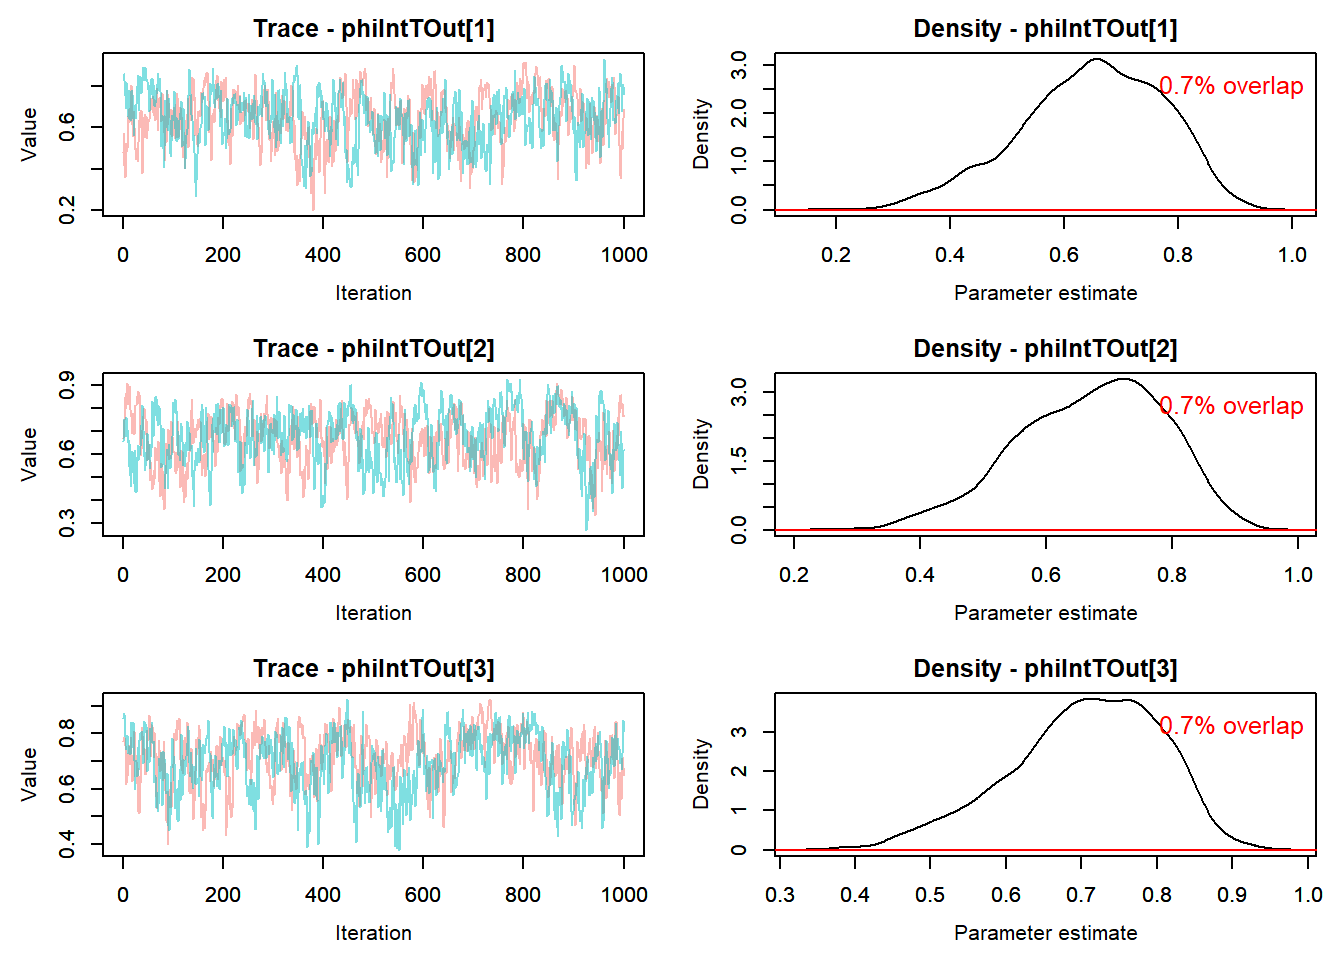 Trace - phiIntTOut[1]
Value
0.2
0.6
0
200
400
600
800
1000
Iteration
Density - phiIntTOut[1]
0.7% overlap
Density
0.0
1.0
2.0
3.0
0.2
0.4
0.6
0.8
1.0
Parameter estimate
Trace - phiIntTOut[2]
Value
0.3
0.6
0.9
0
200
400
600
800
1000
Iteration
Density - phiIntTOut[2]
0.7% overlap
Density
0.0
1.5
3.0
0.2
0.4
0.6
0.8
1.0
Parameter estimate
Trace - phiIntTOut[3]
Value
0.4
0.6
0.8
0
200
400
600
800
1000
Iteration
Density - phiIntTOut[3]
0.7% overlap
Density
0
1
2
3
0.3
0.4
0.5
0.6
0.7
0.8
0.9
1.0
Parameter estimate